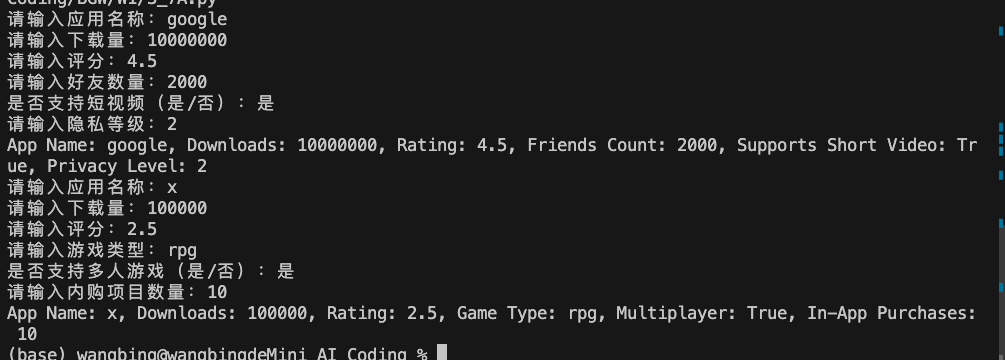 Coding/BGW/W1/3_7A.py
请输入应用名称：google
请输入下载量：10000000
请输入评分：4.5
请输入好友数量：2000
是否支持短视频（是/否）：是
请输入隐私等级：2
App Name: google, Downloads: 10000000, Rating: 4.5, Friends Count: 2000, Supports Short Video: Tr
ue, Privacy Level: 2
请输入应用名称：x
请输入下载量：100000
请输入评分：2.5
请输入游戏类型：rpg
是否支持多人游戏（是/否）：是
请输入内购项目数量：10
App Name: x, Downloads: 100000, Rating: 2.5, Game Type: rpg, Multiplayer: True, In-App Purchases:
 10
(base) wangbing@wangbingdeMini AI Coding %